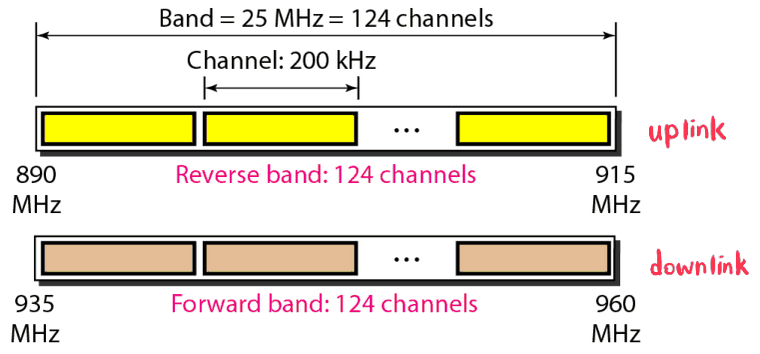 Band = 25 MHz = 124 channels
Channel: 200 kHz
...
uplink
890 MHz
Reverse band: 124 channels
915 MHz
...
downlink
935 MHz
Forward band: 124 channels
960 MHz